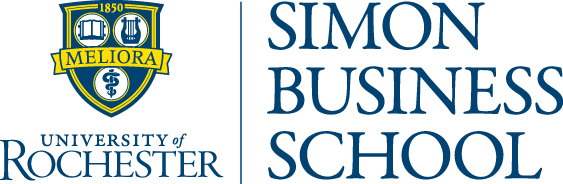 1850
MELIORA
UNIVERSITY of
ROCHESTER
SIMON
BUSINESS
SCHOOL